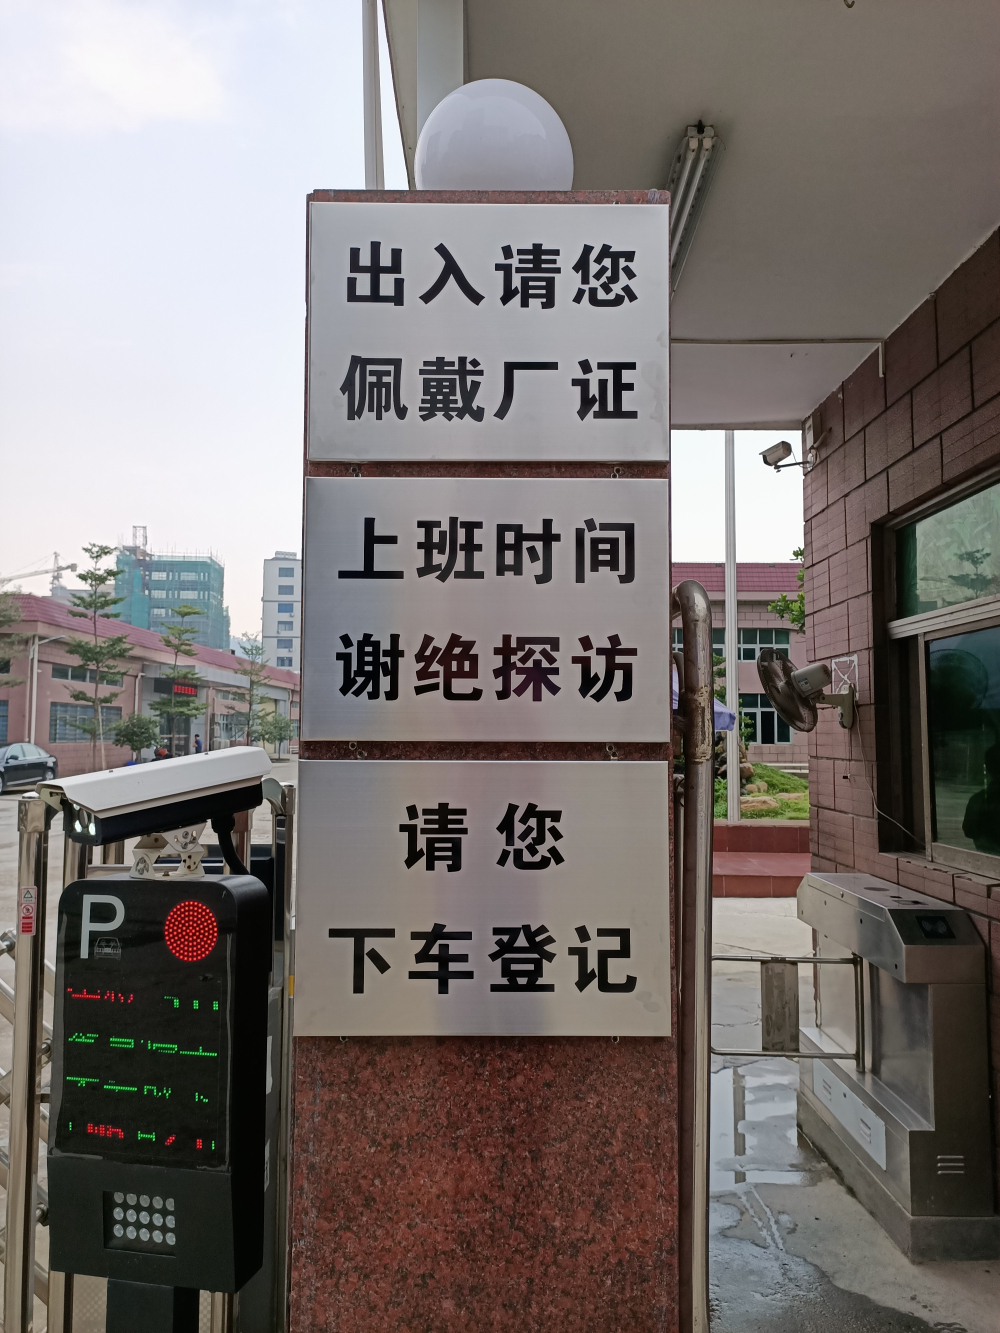 出入请您
佩戴厂证
上班时间
谢绝探访
请您
下车登记
P